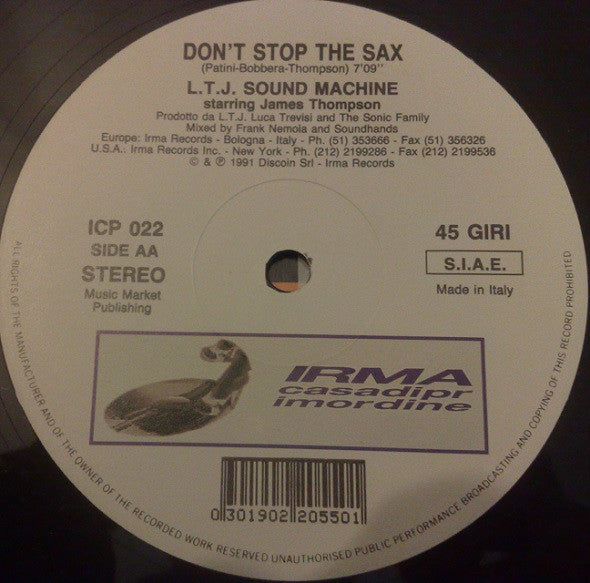 DON'T STOP THE SAX
(Patini-Bobbera-Thompson) 7'09''
L.T.J. SOUND MACHINE
starring James Thompson
Prodotto da L.T.J. Luca Trevisi and The Sonic Family
Mixed by Frank Nemola and Soundhands
Europe: Irma Records - Bologna - Italy - Ph. (51) 353666 - Fax (51) 356326
U.S.A.: Irma Records Inc. - New York - Ph. (212) 2199286 - Fax (212) 2199536
© & ℗ 1991 Discoin Srl - Irma Records
ICP 022
SIDE AA
STEREO
Music Market
Publishing
45 GIRI
S.I.A.E.
Made in Italy
IRMA
casadipr
imordine
0 301902 205501
ALL RIGHTS OF THE MANUFACTURER AND OF THE OWNER OF THE RECORDED WORK RESERVED UNAUTHORISED PUBLIC PERFORMANCE BROADCASTING AND COPYING OF THIS RECORD PROHIBITED